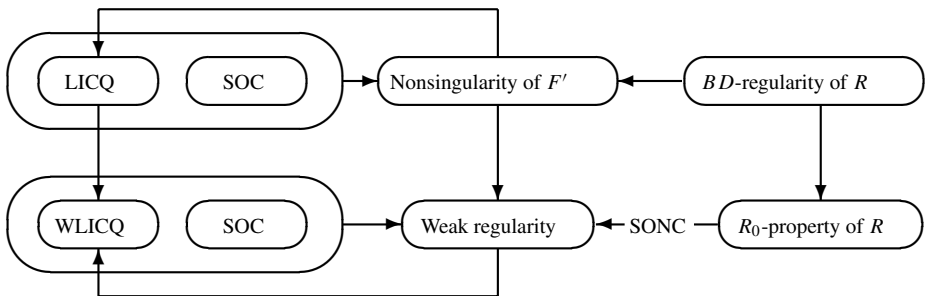 LICQ
SOC
Nonsingularity of F′
BD-regularity of R
WLICQ
SOC
Weak regularity
SONC
R₀-property of R